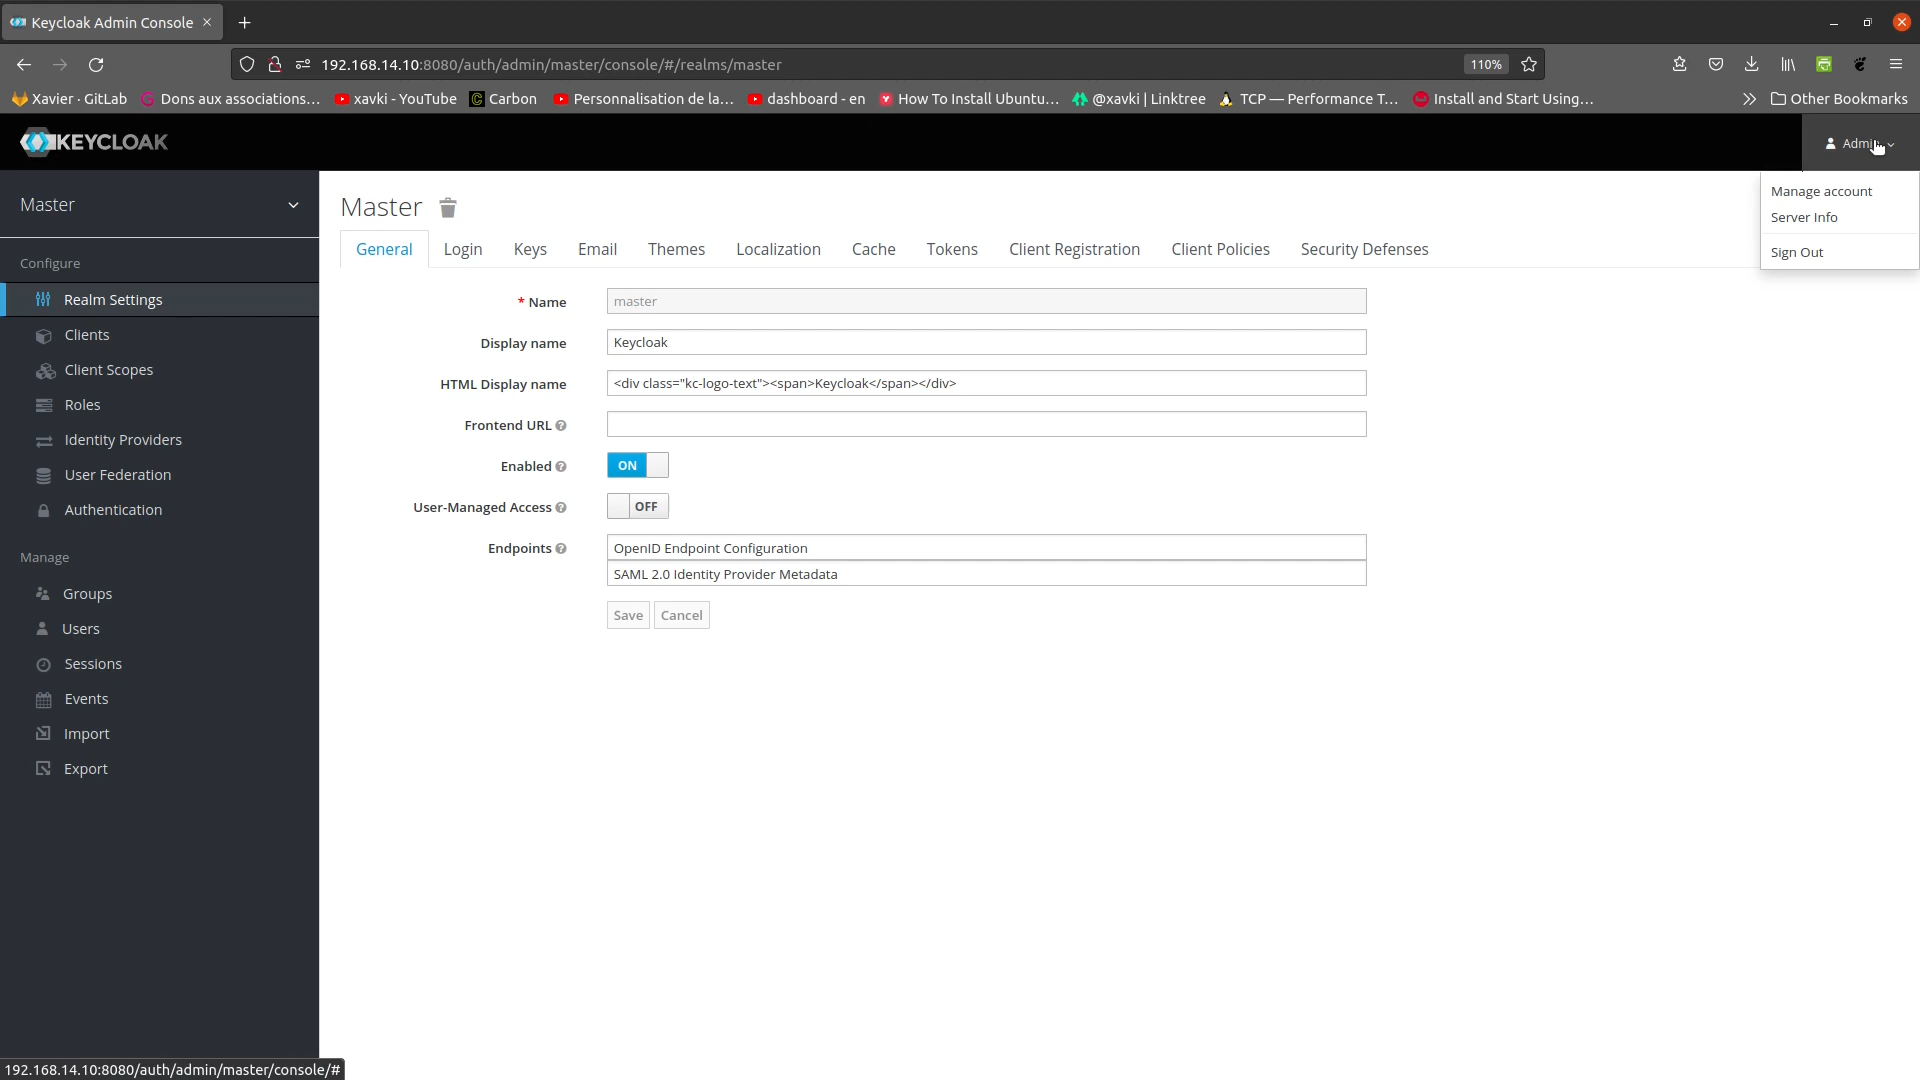 Keycloak Admin Console
192.168.14.10:8080/auth/admin/master/console/#/realms/master
110%
Xavier · GitLab
Dons aux associations...
xavki - YouTube
Carbon
Personnalisation de la...
dashboard - en
How To Install Ubuntu...
@xavki | Linktree
TCP — Performance T...
Install and Start Using...
Other Bookmarks
KEYCLOAK
Manage account
Server Info
Sign Out
Master
Configure
Realm Settings
Clients
Client Scopes
Roles
Identity Providers
User Federation
Authentication
Manage
Groups
Users
Sessions
Events
Import
Export
Master
General Login Keys Email Themes Localization Cache Tokens Client Registration Client Policies Security Defenses
* Name master
Display name Keycloak
HTML Display name <div class="kc-logo-text"><span>Keycloak</span></div>
Frontend URL
Enabled ON
User-Managed Access OFF
Endpoints OpenID Endpoint Configuration
SAML 2.0 Identity Provider Metadata
Save Cancel
192.168.14.10:8080/auth/admin/master/console/#